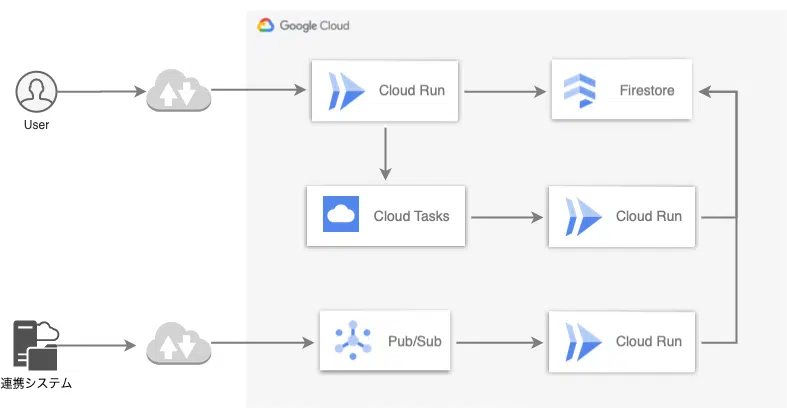 Google Cloud
Cloud Run
Firestore
User
Cloud Tasks
Cloud Run
Pub/Sub
Cloud Run
連携システム